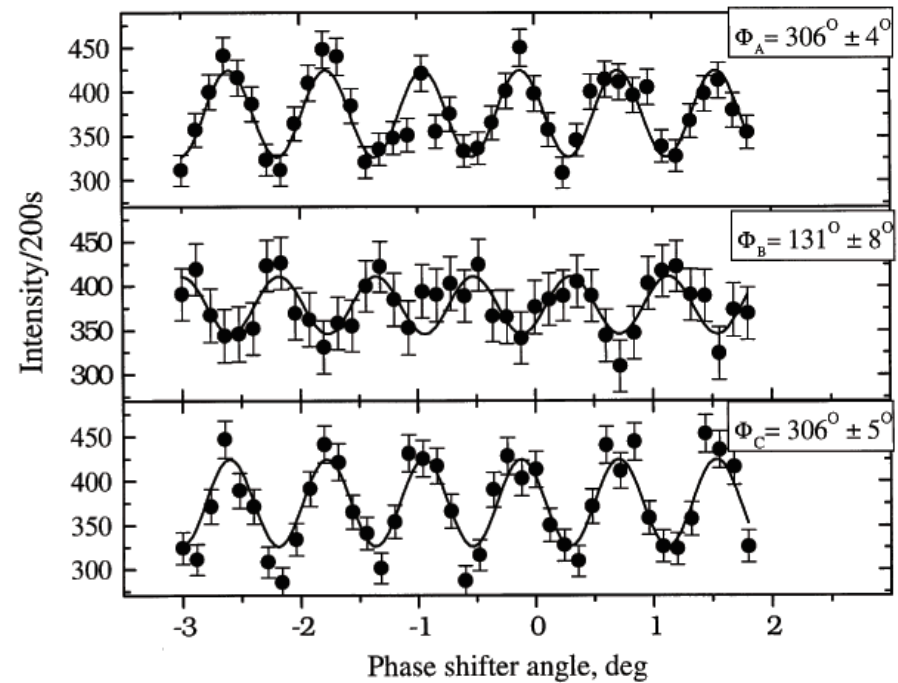 Φ_A = 306° ± 4°
450
400
350
300
Φ_B = 131° ± 8°
450
400
350
300
Intensity/200s
Φ_C = 306° ± 5°
450
400
350
300
-3 -2 -1 0 1 2
Phase shifter angle, deg